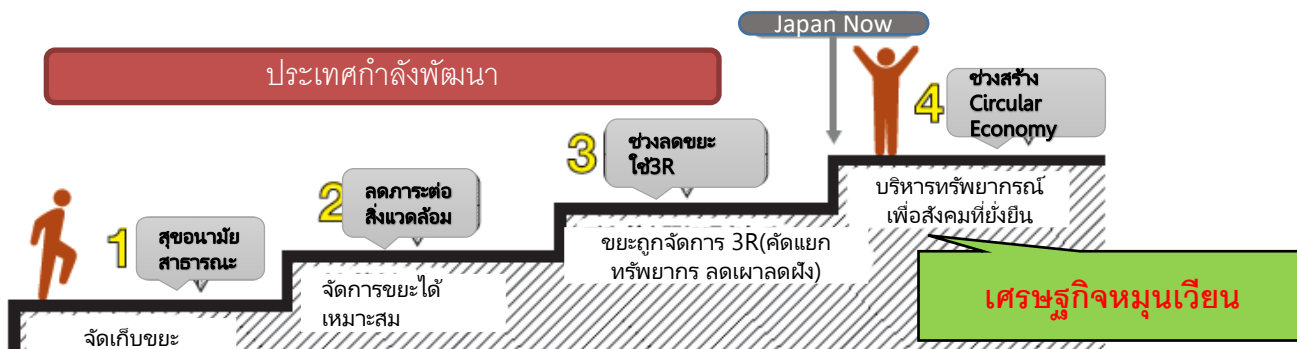 Japan Now
ประเทศกำลังพัฒนา
4
ช่วงสร้าง
Circular
Economy
3
ช่วงลดขยะ
ใช้3R
2
ลดภาระต่อ
สิ่งแวดล้อม
1
สุขอนามัย
สาธารณะ
บริหารทรัพยากรณ์
เพื่อสังคมที่ยั่งยืน
ขยะถูกจัดการ 3R(คัดแยก
ทรัพยากร ลดเผาลดฝัง)
จัดการขยะได้
เหมาะสม
จัดเก็บขยะ
เศรษฐกิจหมุนเวียน